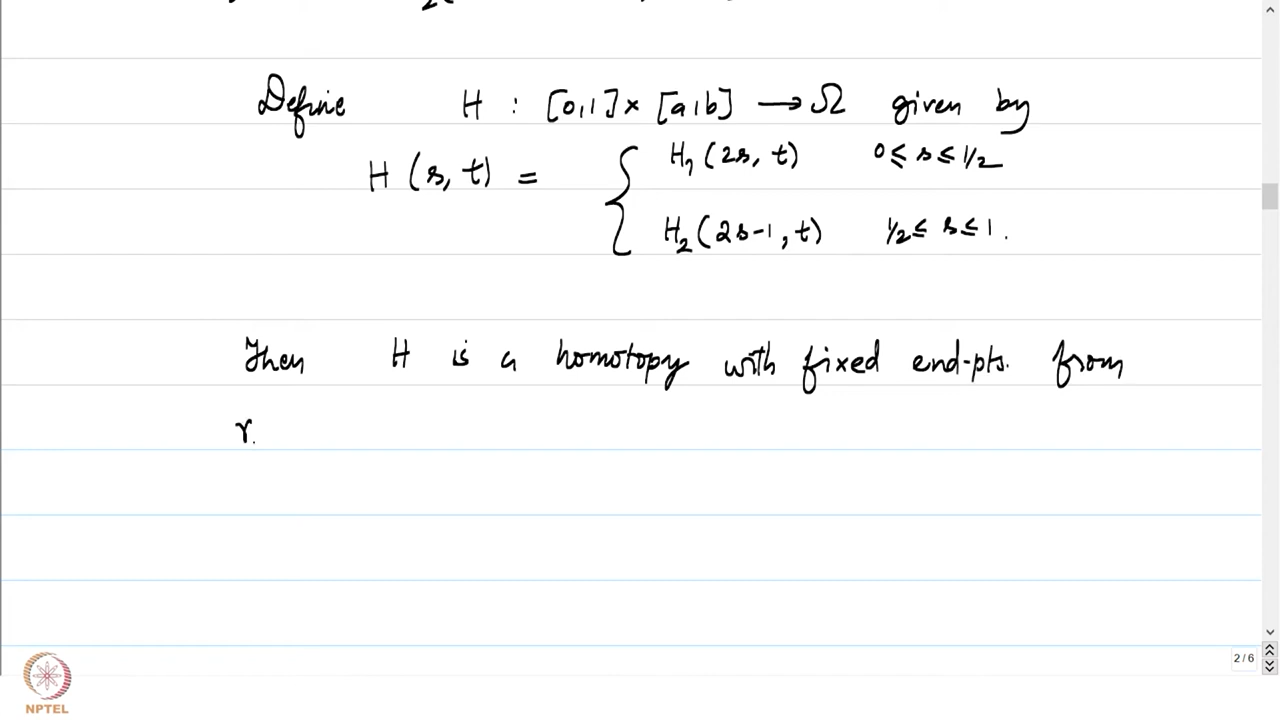 Define H : [0,1] × [a,b] → Ω given by
H(s, t) = { H₁(2s, t) 0 ≤ s ≤ 1/2
H₂(2s-1, t) 1/2 ≤ s ≤ 1.
Then H is a homotopy with fixed end-pts. from
γ.
2 / 6
NPTEL